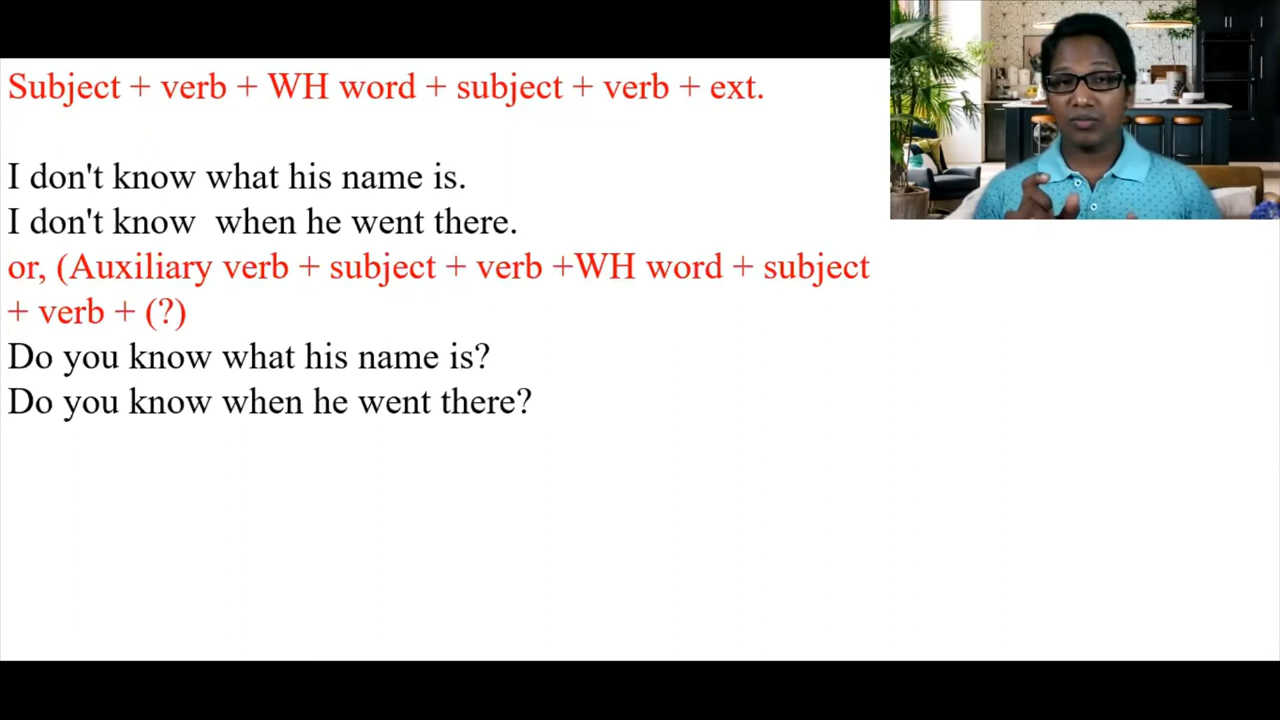 Subject + verb + WH word + subject + verb + ext.
I don't know what his name is.
I don't know  when he went there.
or, (Auxiliary verb + subject + verb +WH word + subject
+ verb + (?)
Do you know what his name is?
Do you know when he went there?